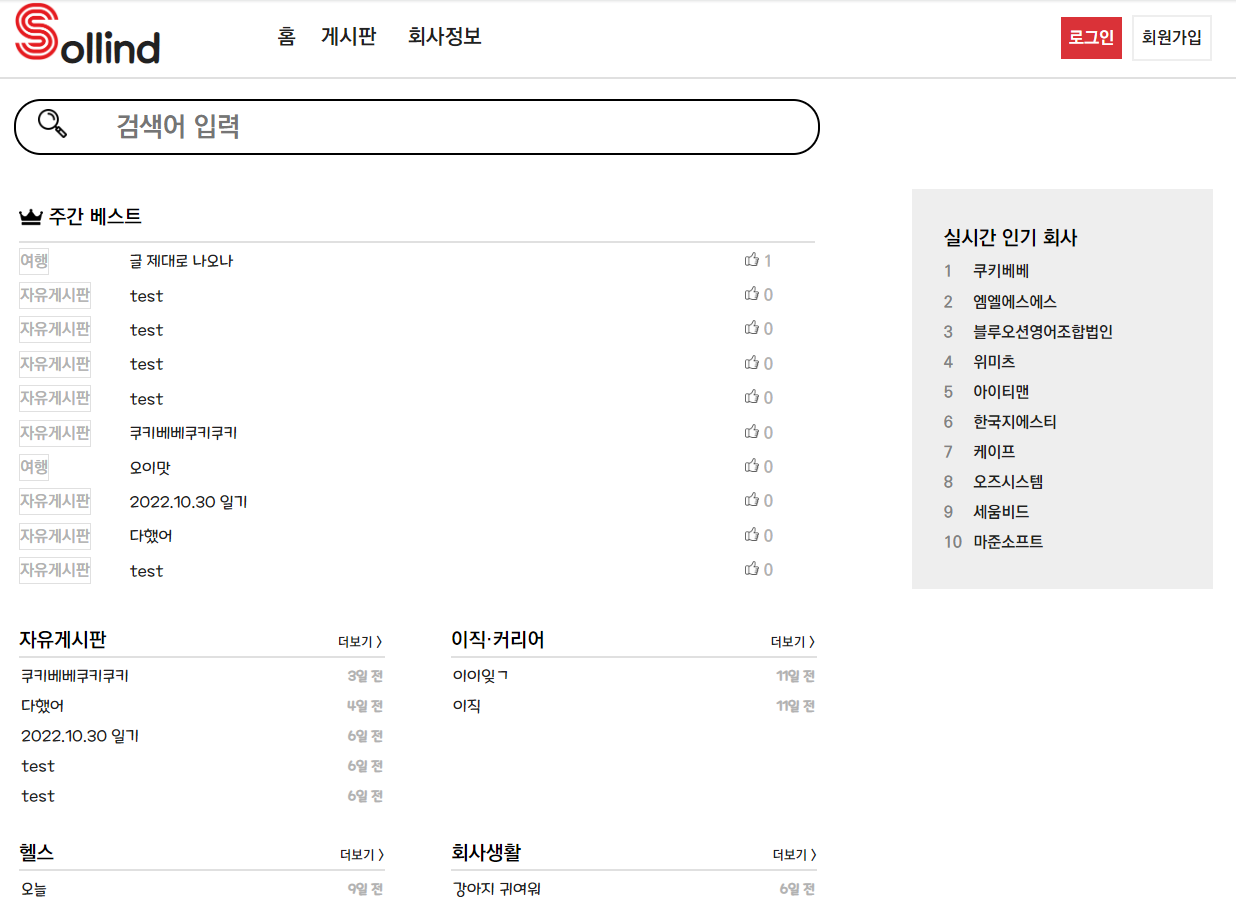 Sollind 홈 게시판 회사정보 로그인 회원가입
검색어 입력
주간 베스트
여행 글 제대로 나오나 1
자유게시판 test 0
자유게시판 test 0
자유게시판 test 0
자유게시판 test 0
자유게시판 쿠키베베쿠키쿠키 0
여행 오이맛 0
자유게시판 2022.10.30 일기 0
자유게시판 다했어 0
자유게시판 test 0
실시간 인기 회사
1 쿠키베베
2 엠엘에스에스
3 블루오션영어조합법인
4 위미츠
5 아이티맨
6 한국지에스티
7 케이프
8 오즈시스템
9 세움비드
10 마준소프트
자유게시판 더보기 〉
쿠키베베쿠키쿠키 3일 전
다했어 4일 전
2022.10.30 일기 6일 전
test 6일 전
test 6일 전
이직·커리어 더보기 〉
이이잊ㄱ 11일 전
이직 11일 전
헬스 더보기 〉
오늘 9일 전
회사생활 더보기 〉
강아지 귀여워 6일 전